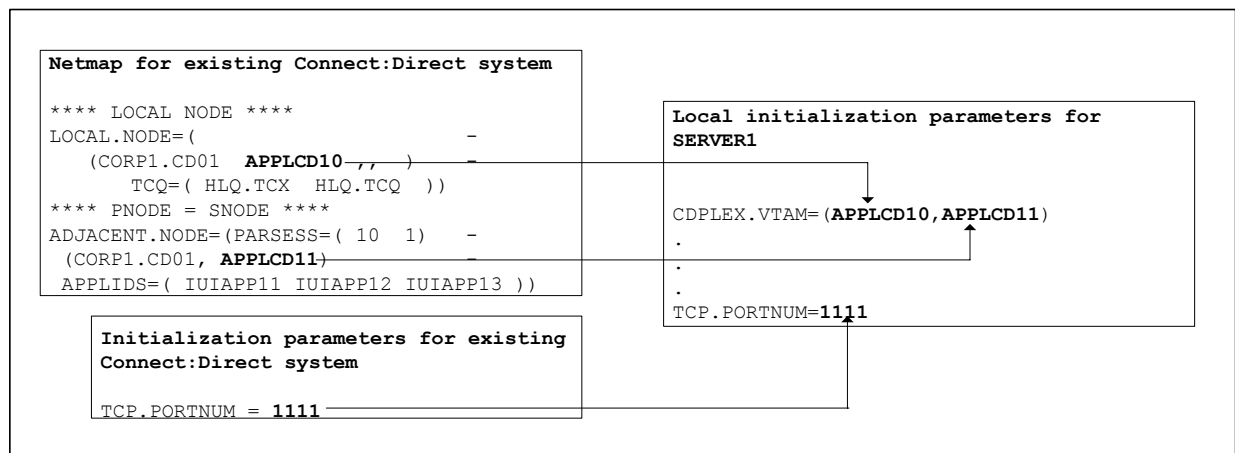 Netmap for existing Connect:Direct system
**** LOCAL NODE ****
LOCAL.NODE=( -
(CORP1.CD01 APPLCD10 ,, ) -
TCQ=( HLQ.TCX HLQ.TCQ ))
**** PNODE = SNODE ****
ADJACENT.NODE=(PARSESS=( 10 1) -
(CORP1.CD01, APPLCD11) -
APPLIDS=( IUIAPP11 IUIAPP12 IUIAPP13 ))
Initialization parameters for existing
Connect:Direct system
TCP.PORTNUM = 1111
Local initialization parameters for
SERVER1
CDPLEX.VTAM=(APPLCD10,APPLCD11)
.
.
.
TCP.PORTNUM=1111